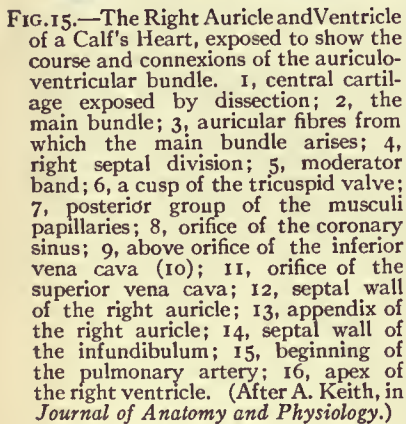 FIG.15.—The Right Auricle and Ventricle
of a Calf's Heart, exposed to show the
course and connexions of the auriculo-
ventricular bundle. 1, central cartil-
age exposed by dissection; 2, the
main bundle; 3, auricular fibres from
which the main bundle arises; 4,
right septal division; 5, moderator
band; 6, a cusp of the tricuspid valve;
7, posterior group of the musculi
papillaries; 8, orifice of the coronary
sinus; 9, above orifice of the inferior
vena cava (10); 11, orifice of the
superior vena cava; 12, septal wall
of the right auricle; 13, appendix of
the right auricle; 14, septal wall of
the infundibulum; 15, beginning of
the pulmonary artery; 16, apex of
the right ventricle. (After A. Keith, in
Journal of Anatomy and Physiology.)